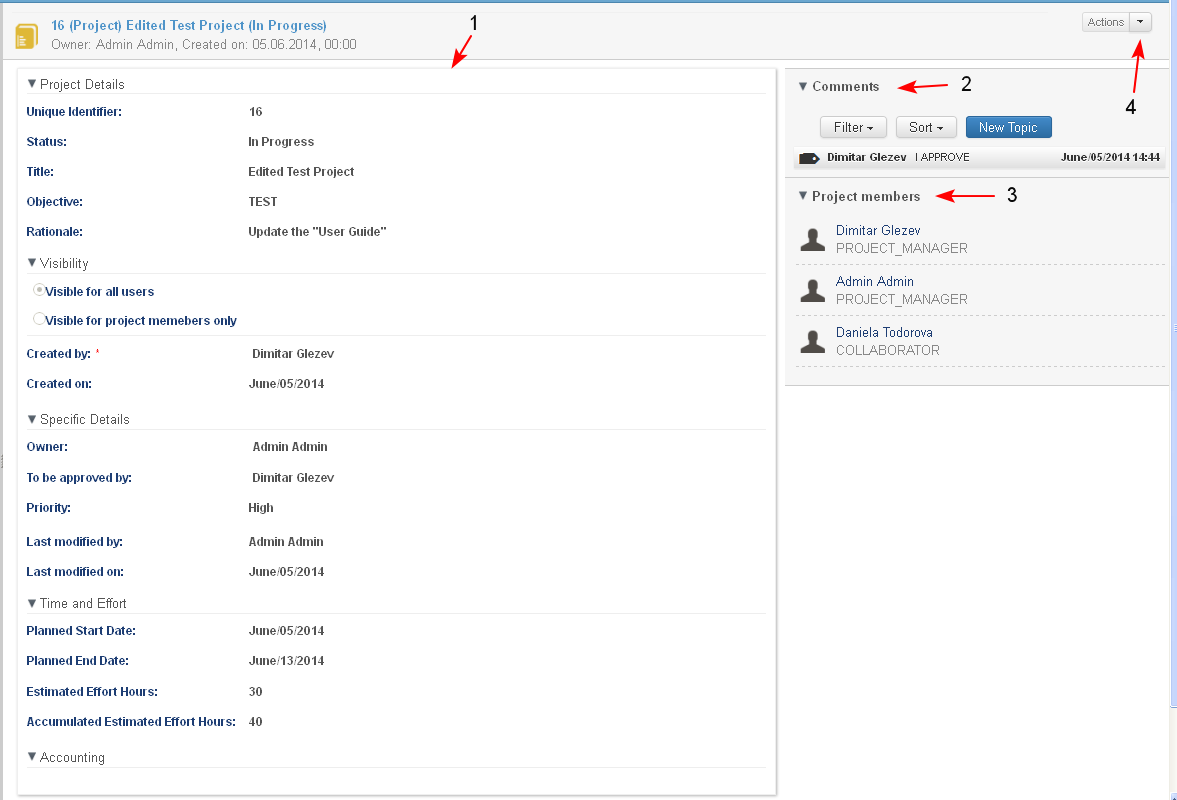 16 (Project) Edited Test Project (In Progress)
Owner: Admin Admin, Created on: 05.06.2014, 00:00
Actions
1
Project Details
Unique Identifier: 16
Status: In Progress
Title: Edited Test Project
Objective: TEST
Rationale: Update the "User Guide"
Visibility
Visible for all users
Visible for project memebers only
Created by: * Dimitar Glezev
Created on: June/05/2014
Specific Details
Owner: Admin Admin
To be approved by: Dimitar Glezev
Priority: High
Last modified by: Admin Admin
Last modified on: June/05/2014
Time and Effort
Planned Start Date: June/05/2014
Planned End Date: June/13/2014
Estimated Effort Hours: 30
Accumulated Estimated Effort Hours: 40
Accounting
Comments
2
4
Filter Sort New Topic
Dimitar Glezev I APPROVE June/05/2014 14:44
Project members
3
Dimitar Glezev
PROJECT_MANAGER
Admin Admin
PROJECT_MANAGER
Daniela Todorova
COLLABORATOR